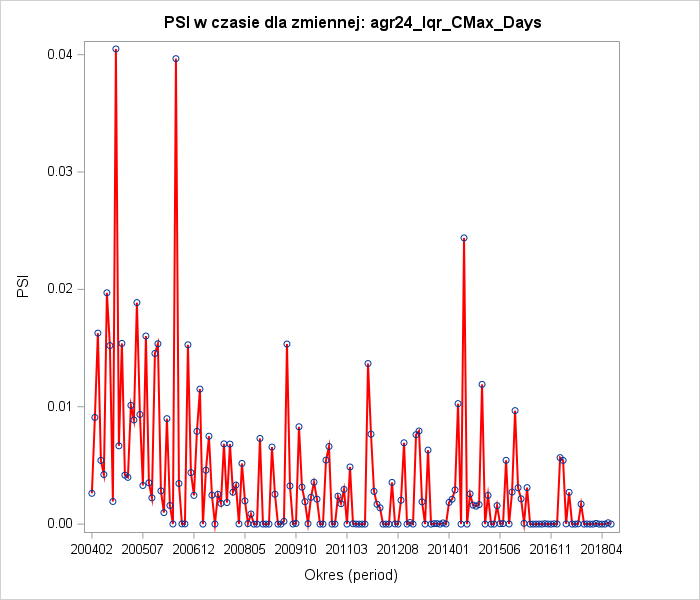 PSI w czasie dla zmiennej: agr24_Iqr_CMax_Days
0.04
0.03
0.02
0.01
0.00
PSI
200402 200507 200612 200805 200910 201103 201208 201401 201506 201611 201804
Okres (period)